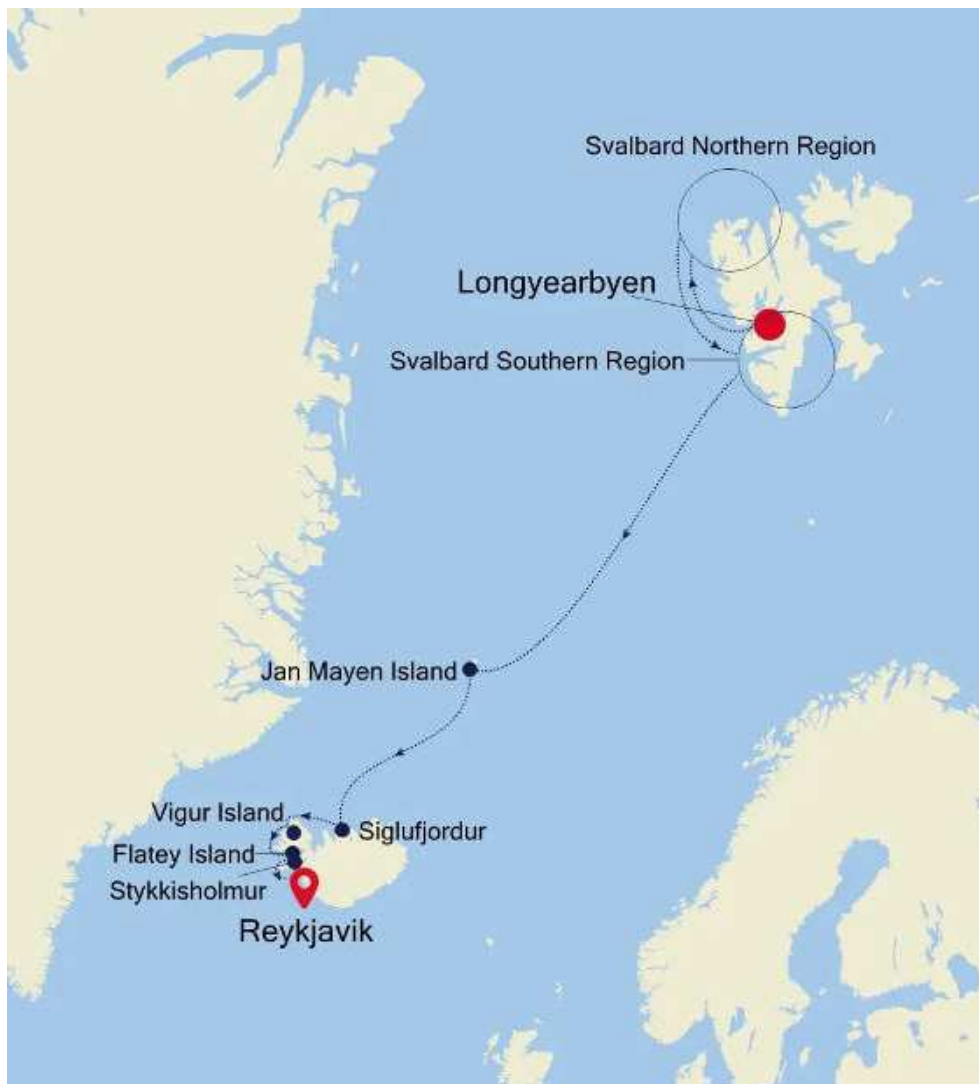 Svalbard Northern Region
Longyearbyen
Svalbard Southern Region
Jan Mayen Island
Vigur Island
Siglufjordur
Flatey Island
Stykkisholmur
Reykjavik